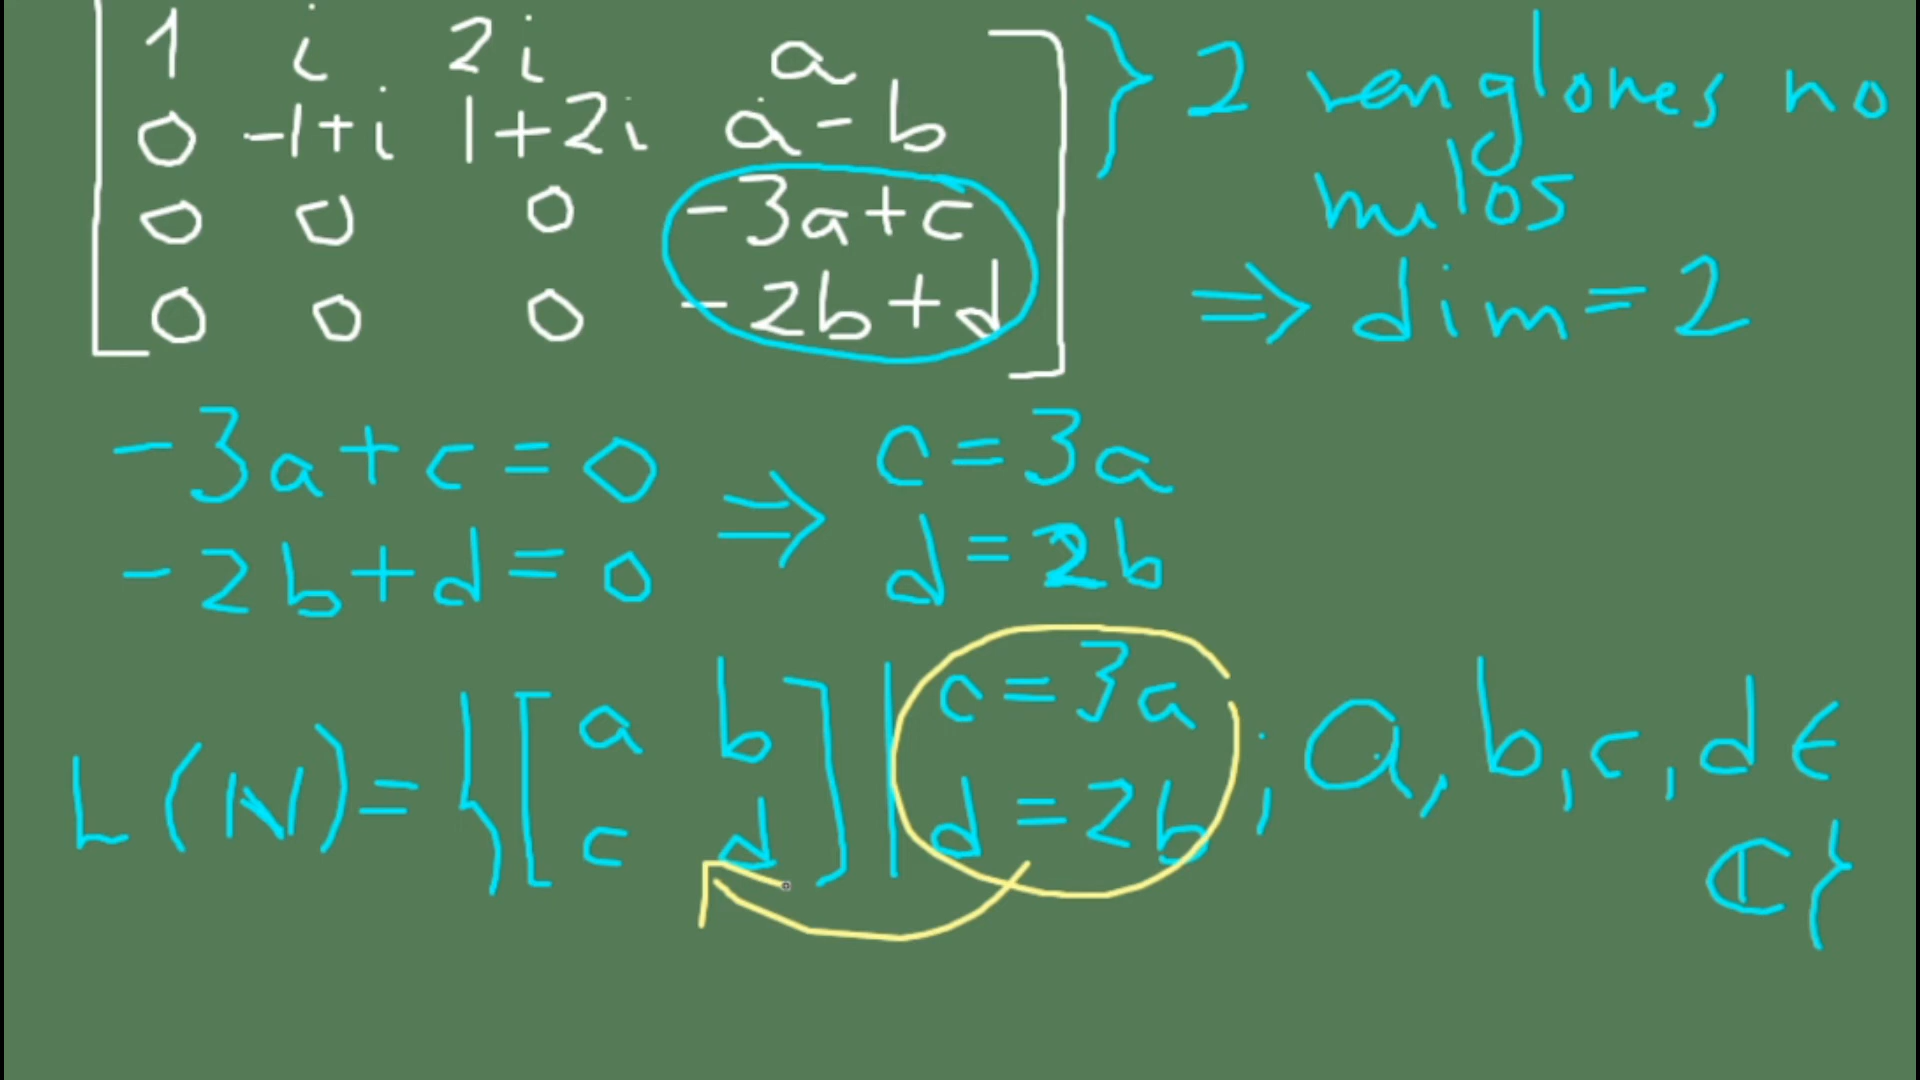 1 i 2i a } 2 renglones no
0 -1+i 1+2i a-b nulos
0 0 0 -3a+c
0 0 0 -2b+d ⇒ dim=2
-3a+c=0 ⇒ c=3a
-2b+d=0 d=2b
L(N)={[a b c d] | c=3a d=2b ; a,b,c,d ∈
ℂ}